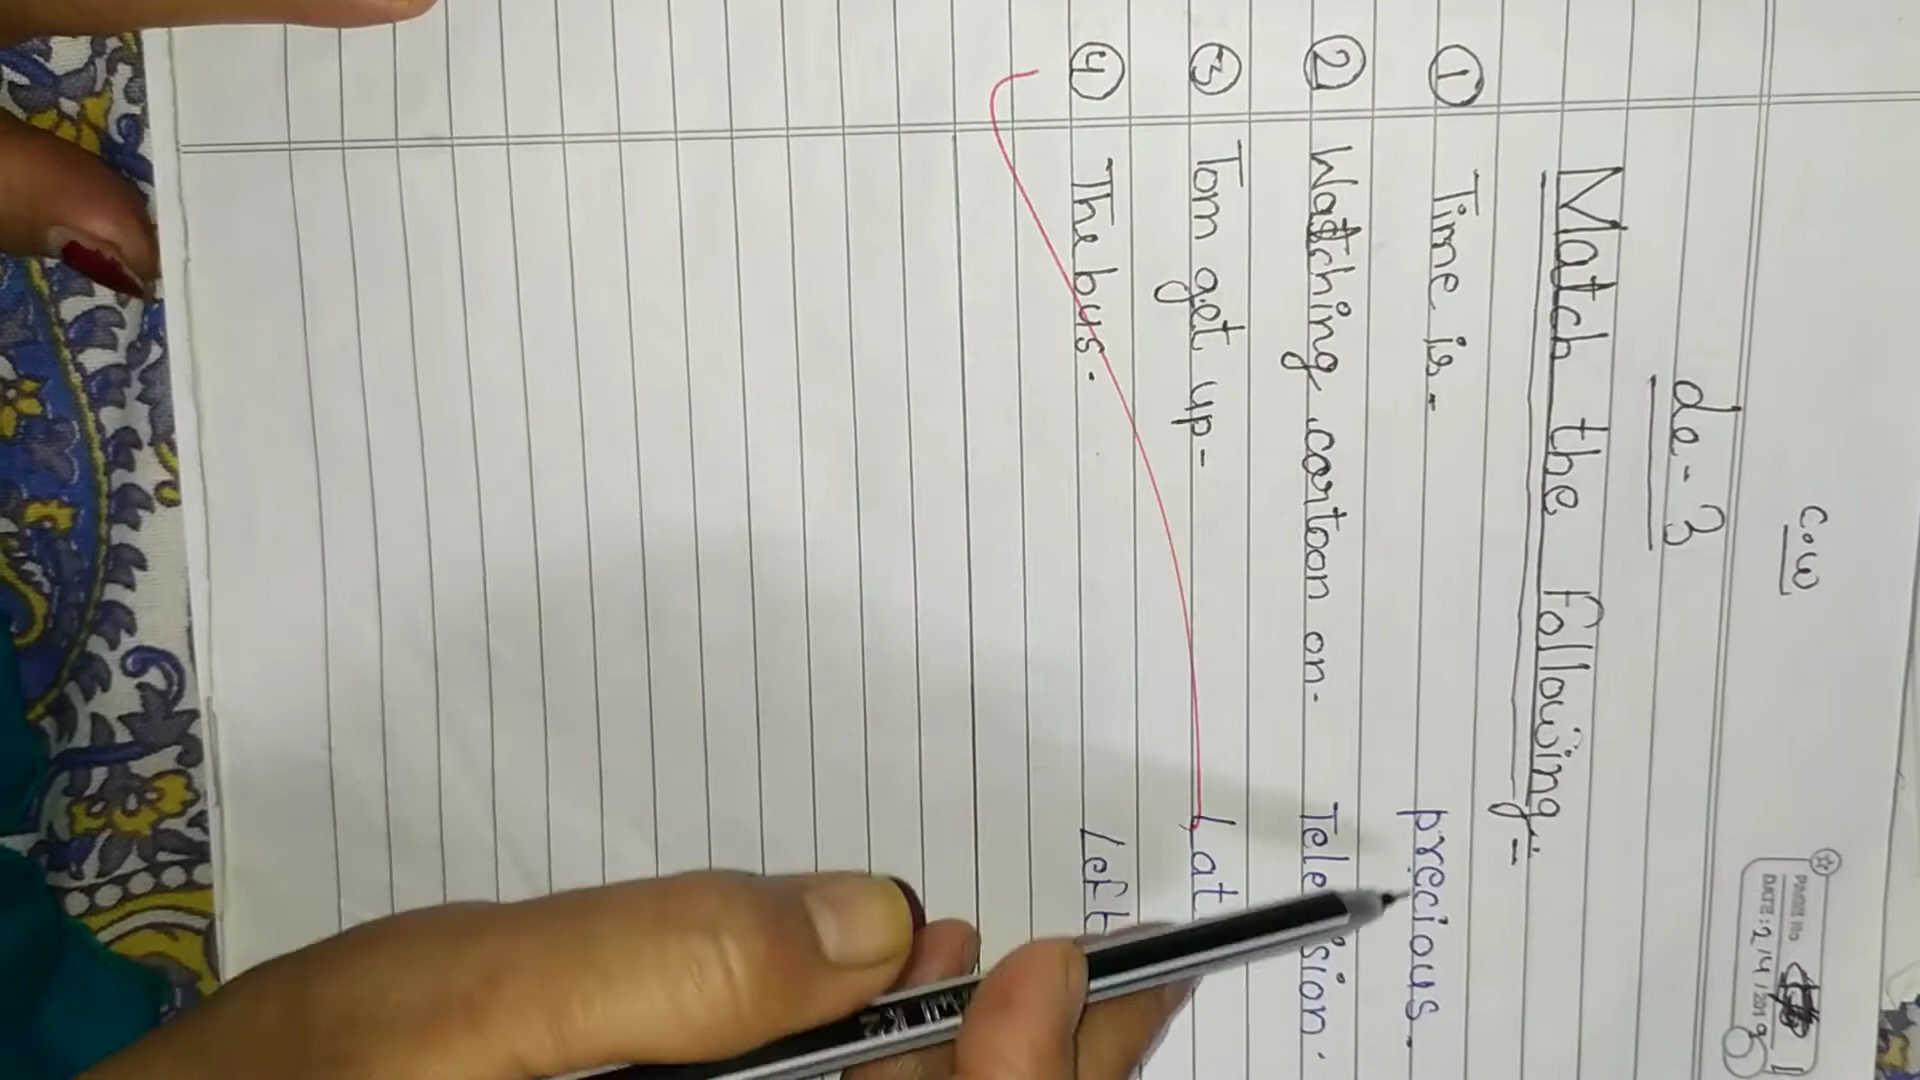 C.W
PAGE No
DATE: 2/4/2019
de-3
Match the following:-
① Time is - precious.
② Watching cartoon on - Television.
③ Tom get up -
④ The bus - Left